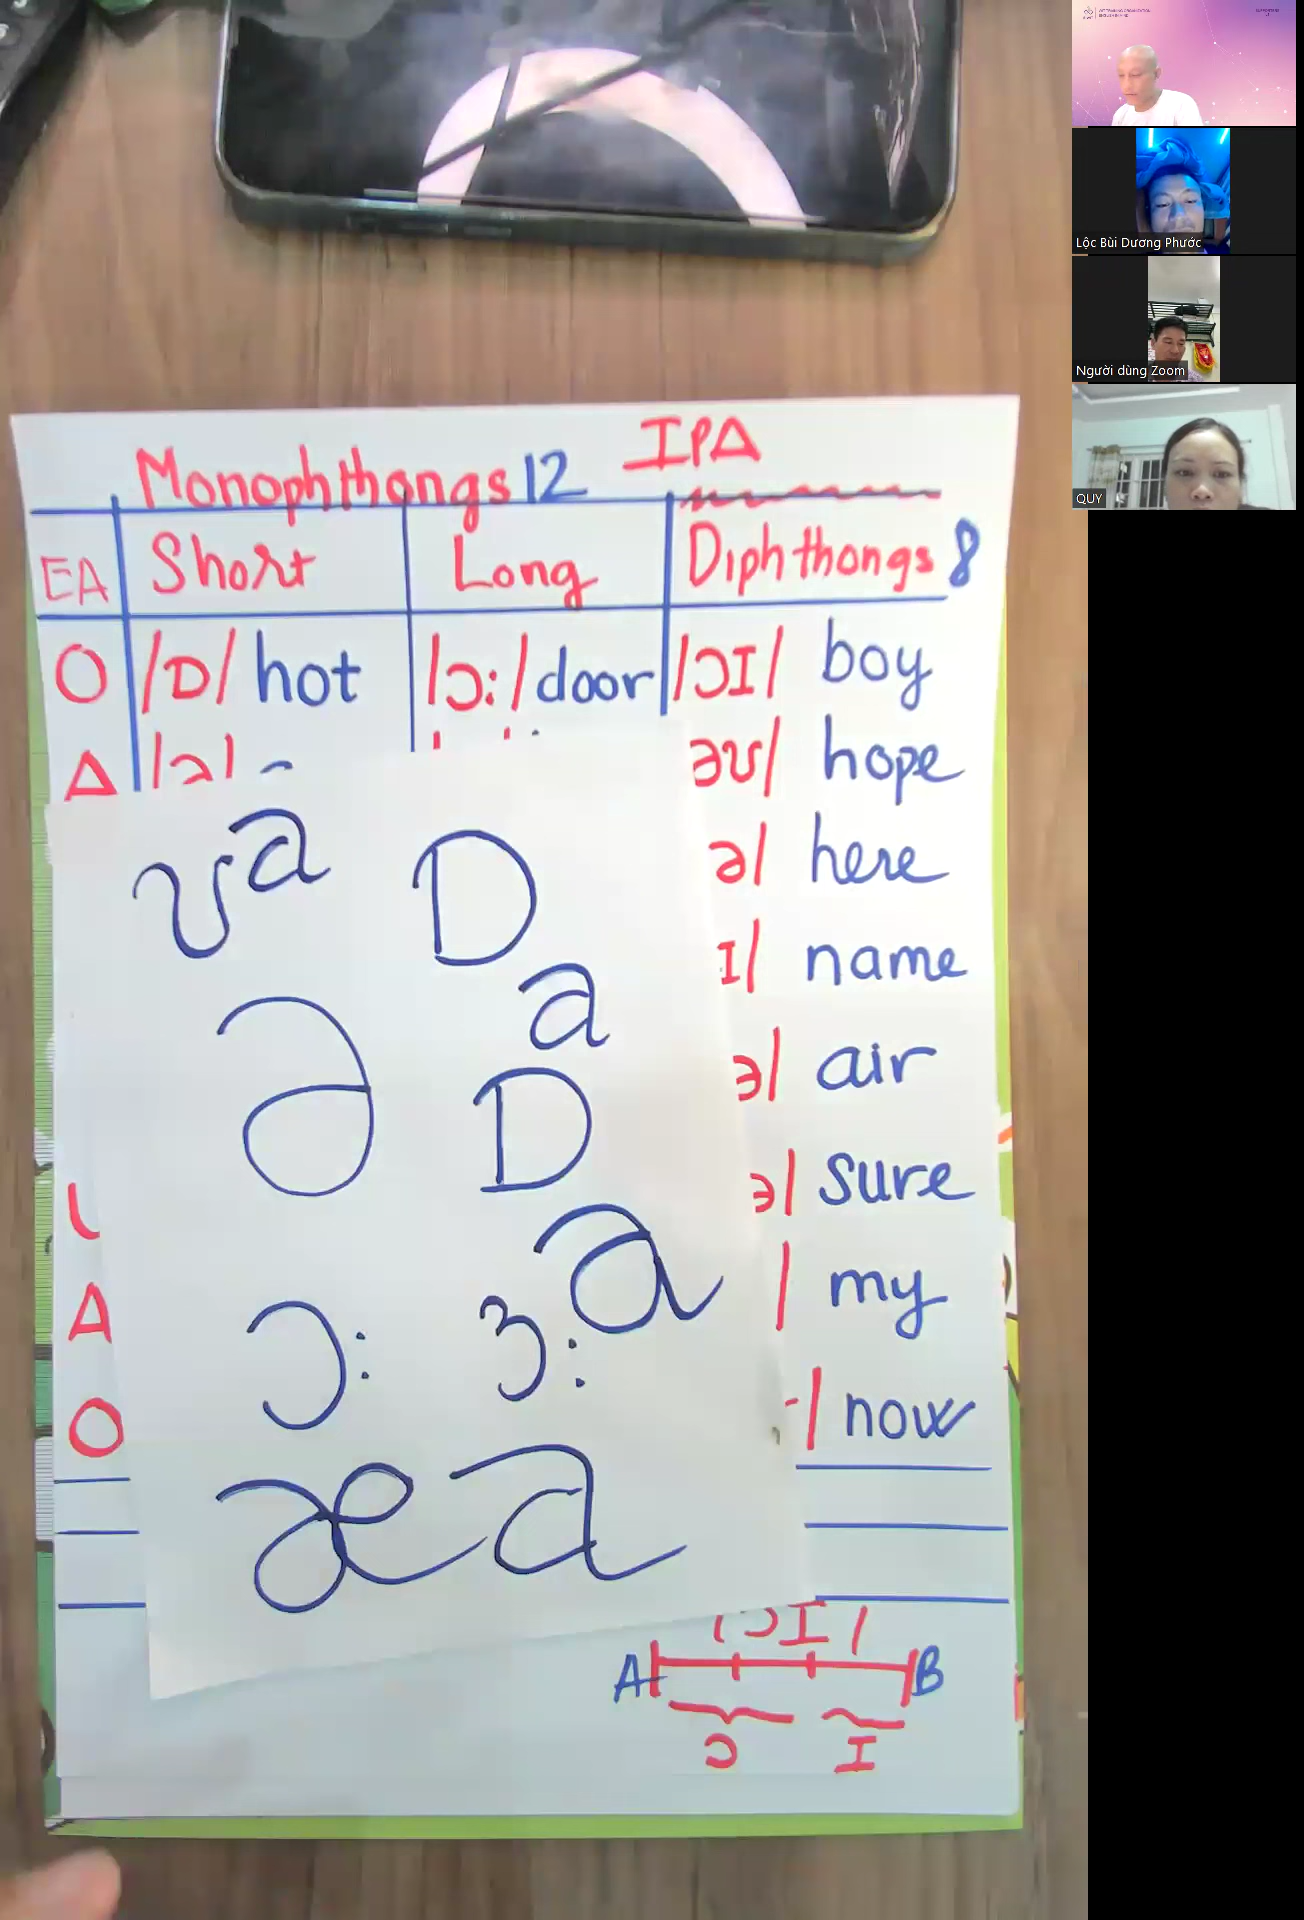 IPA
Monophthongs 12
EA Short Long Diphthongs 8
O /ɒ/ hot /ɔ:/ door /ɔɪ/ boy
A /ə/ əʊ/ hope
ə/ here
ɪ/ name
ə/ air
ə/ sure
A / my
O / now
ʊ a D
a
ə D
a
ɔ: ɜ:
æ a
/ɔɪ/
A B
ɔ ɪ
Lộc Bùi Dương Phước
Người dùng Zoom
QUY